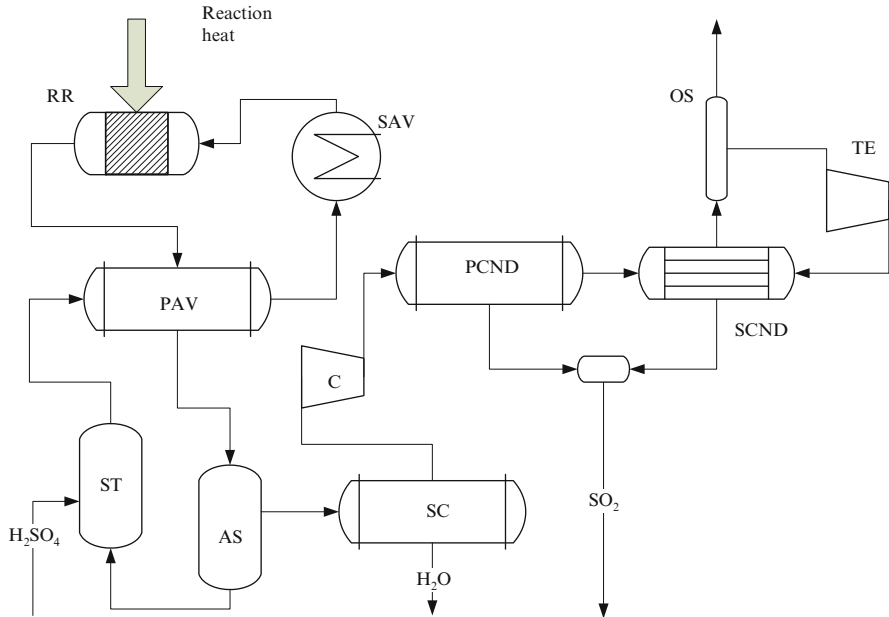 Reaction
heat
RR
SAV
OS
TE
PAV
PCND
SCND
C
ST
AS
SC
H₂SO₄
SO₂
H₂O